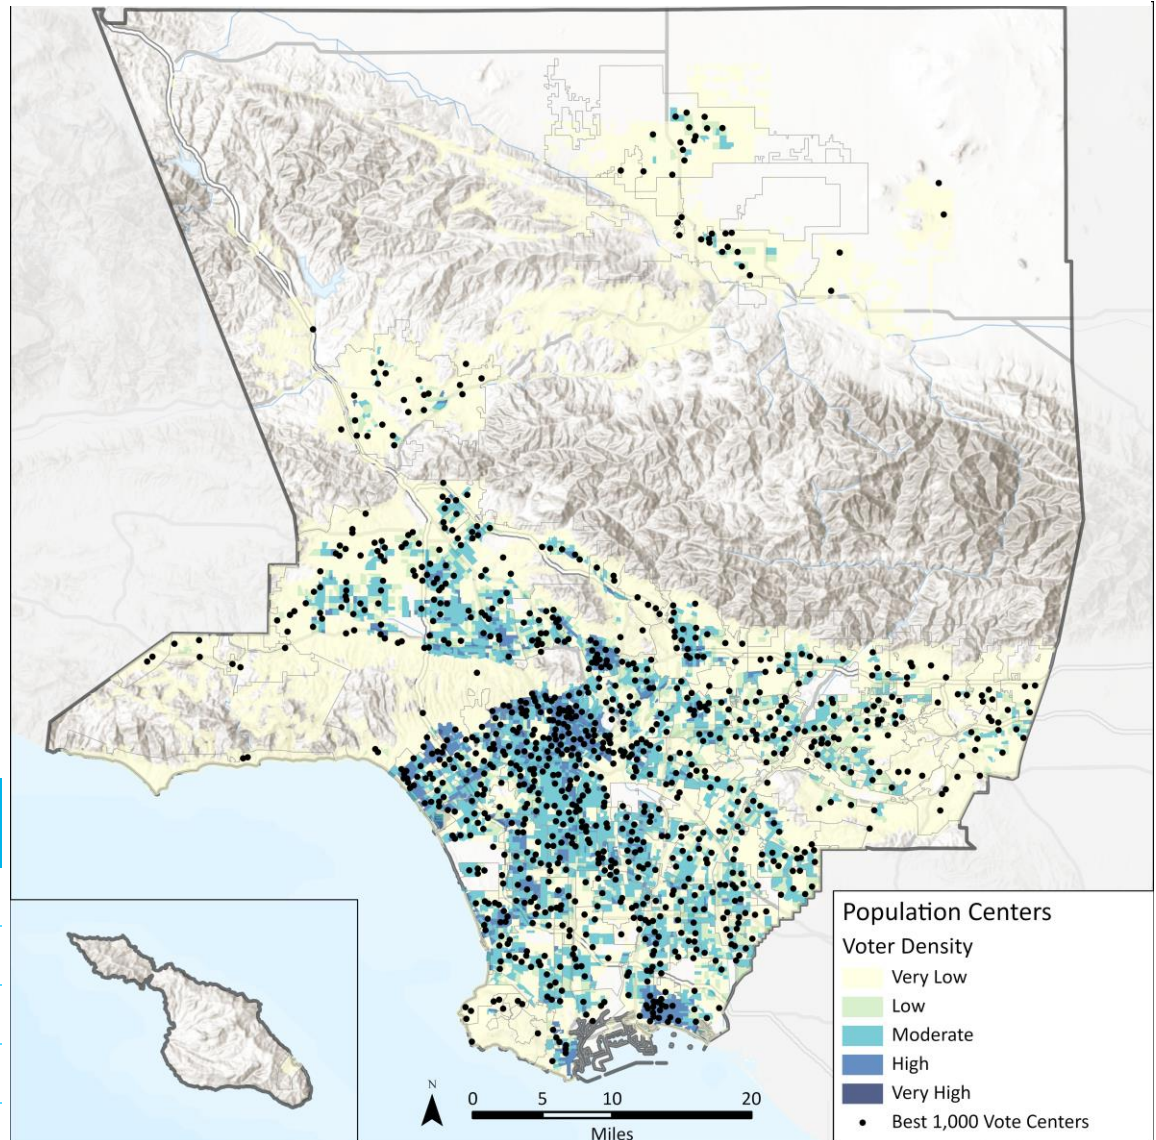 Population Centers
Voter Density
Very Low
Low
Moderate
High
Very High
Best 1,000 Vote Centers
N
0 5 10 20
Miles